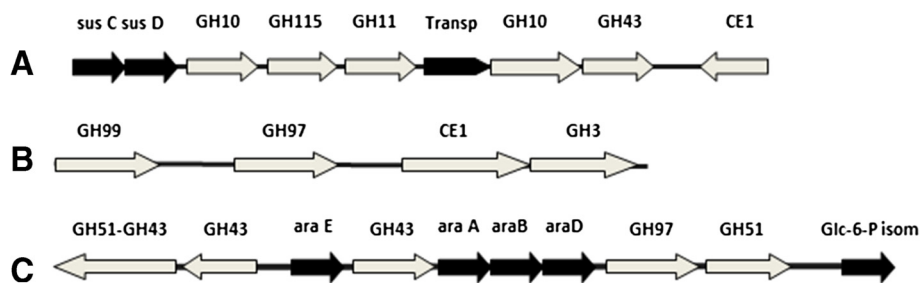 sus C sus D GH10 GH115 GH11 Transp GH10 GH43 CE1
A
GH99 GH97 CE1 GH3
B
GH51-GH43 GH43 ara E GH43 ara A araB araD GH97 GH51 Glc-6-P isom
C